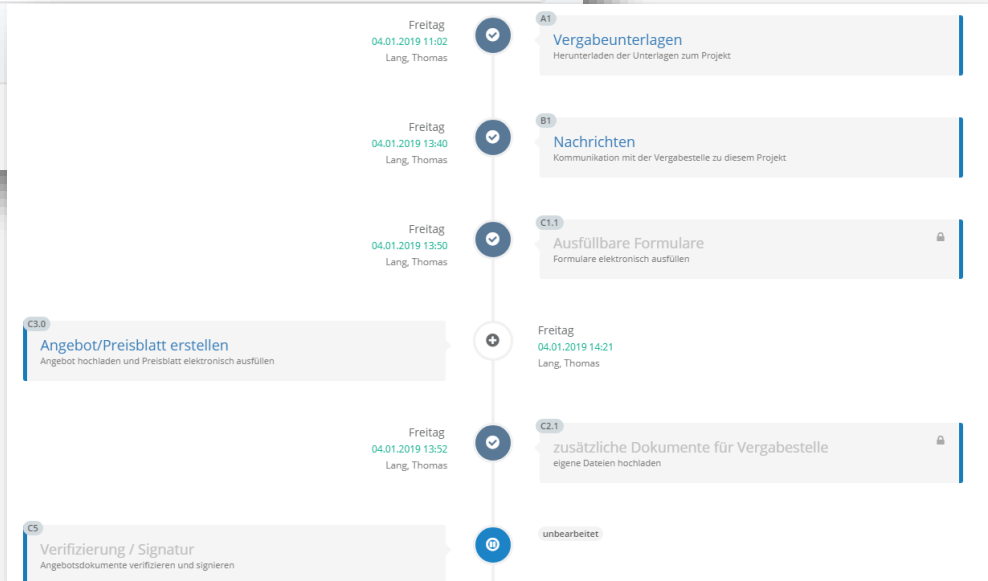 Freitag
04.01.2019 11:02
Lang, Thomas
A1
Vergabeunterlagen
Herunterladen der Unterlagen zum Projekt
Freitag
04.01.2019 13:40
Lang, Thomas
B1
Nachrichten
Kommunikation mit der Vergabestelle zu diesem Projekt
Freitag
04.01.2019 13:50
Lang, Thomas
C1.1
Ausfüllbare Formulare
Formulare elektronisch ausfüllen
C3.0
Angebot/Preisblatt erstellen
Angebot hochladen und Preisblatt elektronisch ausfüllen
Freitag
04.01.2019 14:21
Lang, Thomas
Freitag
04.01.2019 13:52
Lang, Thomas
C2.1
zusätzliche Dokumente für Vergabestelle
eigene Dateien hochladen
C5
Verifizierung / Signatur
Angebotsdokumente verifizieren und signieren
unbearbeitet